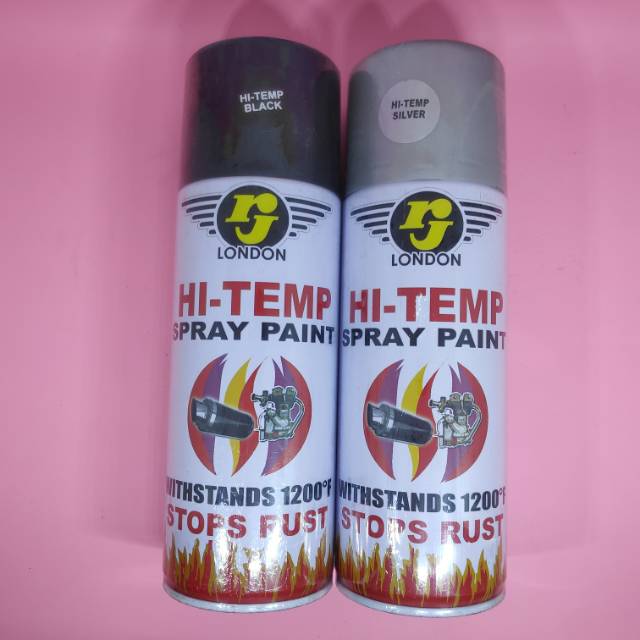 HI-TEMP
BLACK
rj
LONDON
HI-TEMP
SPRAY PAINT
WITHSTANDS 1200°F
STOPS RUST
HI-TEMP
SILVER
rj
LONDON
HI-TEMP
SPRAY PAINT
WITHSTANDS 1200°F
STOPS RUST